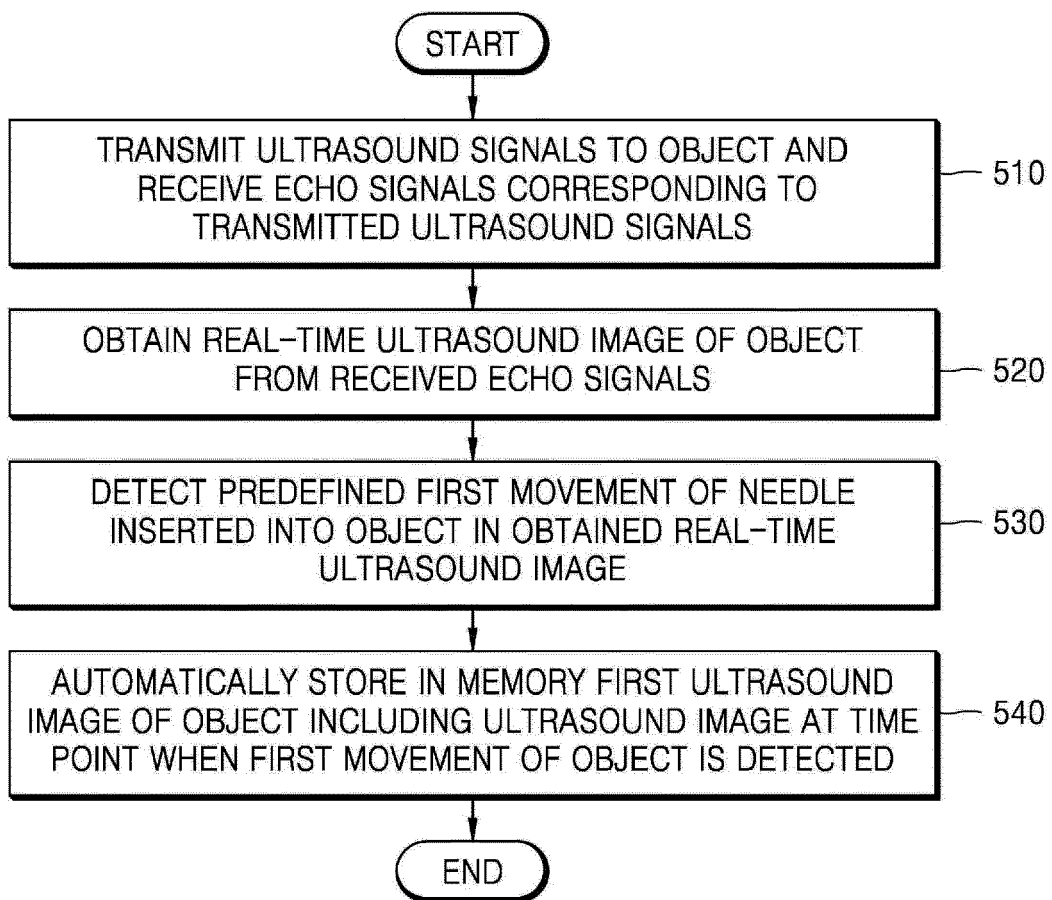 START
TRANSMIT ULTRASOUND SIGNALS TO OBJECT AND
RECEIVE ECHO SIGNALS CORRESPONDING TO
TRANSMITTED ULTRASOUND SIGNALS
510
OBTAIN REAL-TIME ULTRASOUND IMAGE OF OBJECT
FROM RECEIVED ECHO SIGNALS
520
DETECT PREDEFINED FIRST MOVEMENT OF NEEDLE
INSERTED INTO OBJECT IN OBTAINED REAL-TIME
ULTRASOUND IMAGE
530
AUTOMATICALLY STORE IN MEMORY FIRST ULTRASOUND
IMAGE OF OBJECT INCLUDING ULTRASOUND IMAGE AT TIME
POINT WHEN FIRST MOVEMENT OF OBJECT IS DETECTED
540
END